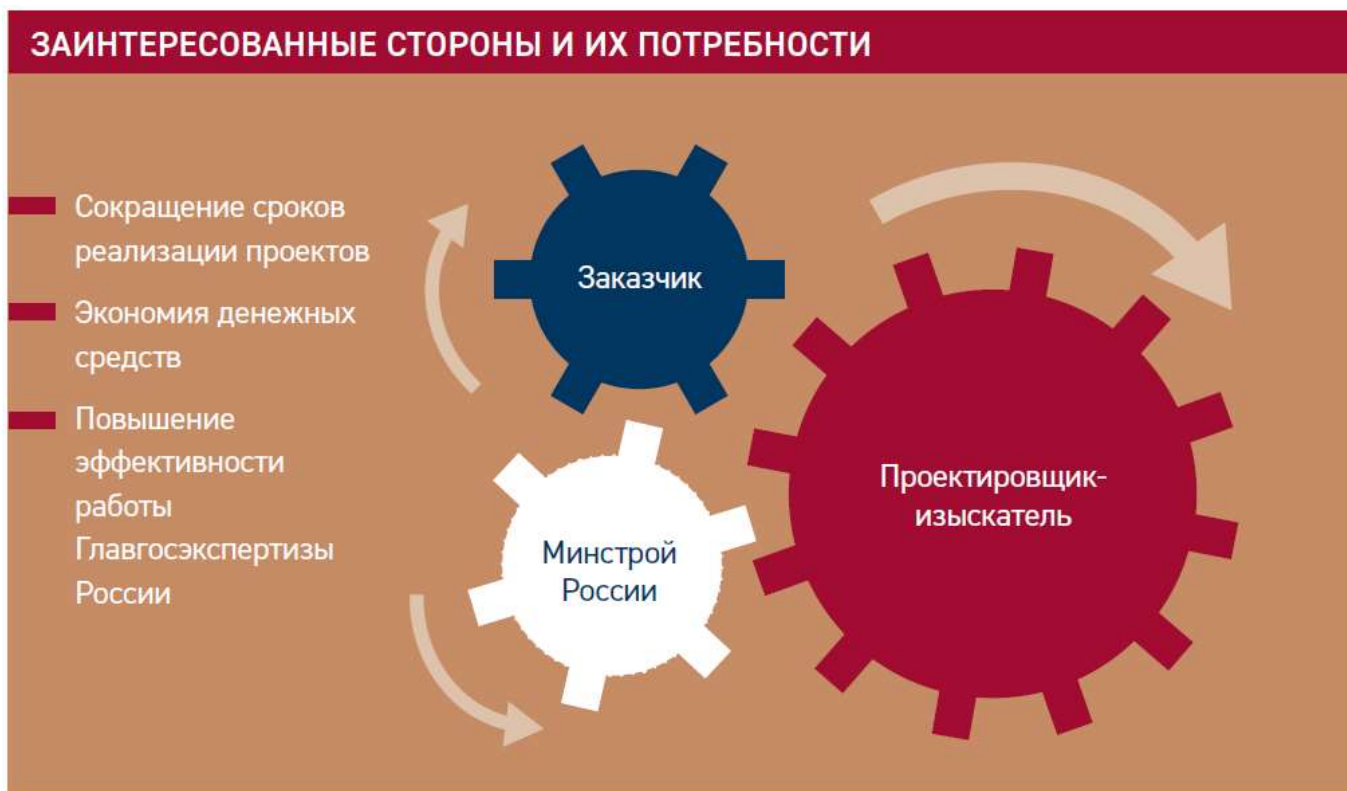 ЗАИНТЕРЕСОВАННЫЕ СТОРОНЫ И ИХ ПОТРЕБНОСТИ
Сокращение сроков
реализации проектов
Экономия денежных
средств
Повышение
эффективности
работы
Главгосэкспертизы
России
Заказчик
Минстрой
России
Проектировщик-
изыскатель